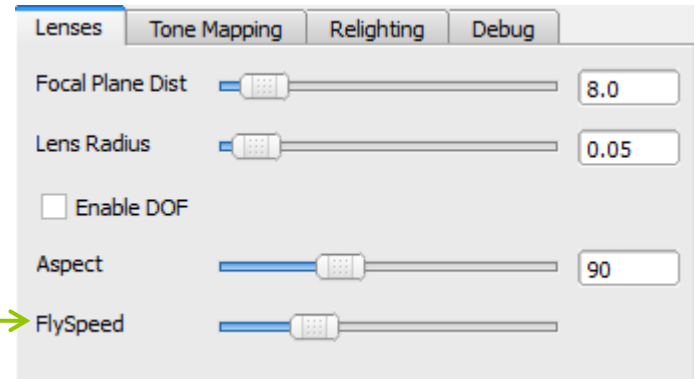 Lenses Tone Mapping Relighting Debug
Focal Plane Dist 8.0
Lens Radius 0.05
Enable DOF
Aspect 90
FlySpeed